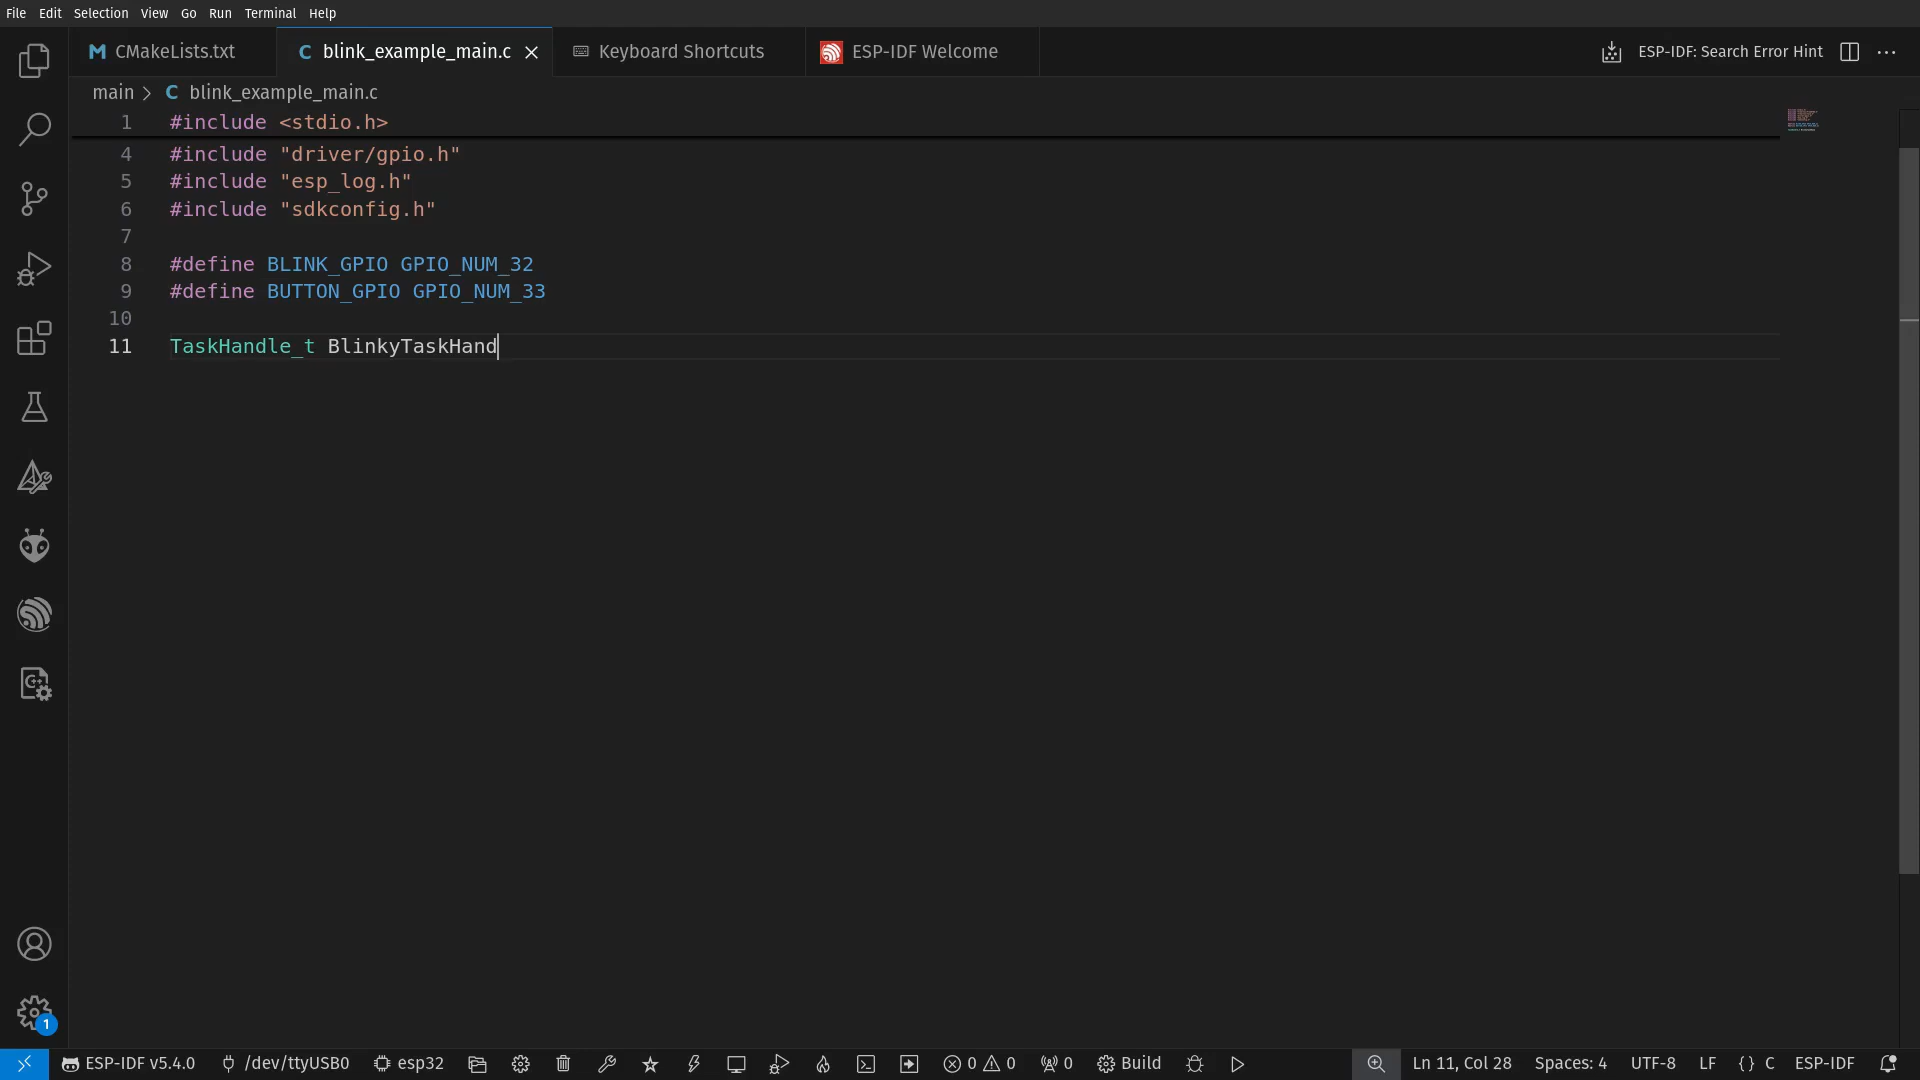 File Edit Selection View Go Run Terminal Help
CMakeLists.txt blink_example_main.c Keyboard Shortcuts ESP-IDF Welcome ESP-IDF: Search Error Hint
main > C blink_example_main.c
1 #include <stdio.h>
4 #include "driver/gpio.h"
5 #include "esp_log.h"
6 #include "sdkconfig.h"
7
8 #define BLINK_GPIO GPIO_NUM_32
9 #define BUTTON_GPIO GPIO_NUM_33
10
11 TaskHandle_t BlinkyTaskHand
1
ESP-IDF v5.4.0 /dev/ttyUSB0 esp32 0 0 0 Build Ln 11, Col 28 Spaces: 4 UTF-8 LF {} C ESP-IDF